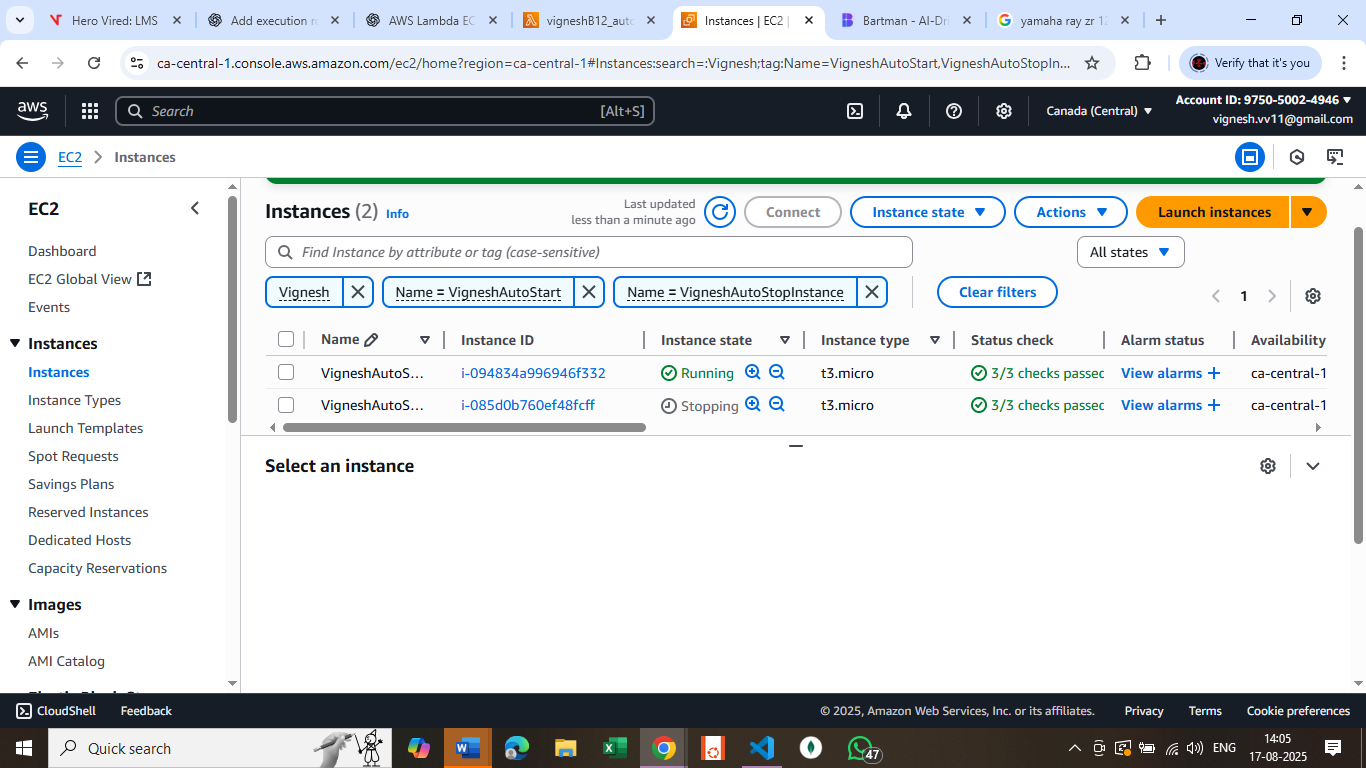 Hero Vired: LMS
Add execution ro
AWS Lambda EC
vigneshB12_auto
Instances | EC2 |
Bartman - AI-Dri
yamaha ray zr 12
ca-central-1.console.aws.amazon.com/ec2/home?region=ca-central-1#Instances:search=:Vignesh;tag:Name=VigneshAutoStart,VigneshAutoStopIn...
Verify that it's you
aws
Search
[Alt+S]
Canada (Central)
Account ID: 9750-5002-4946
vignesh.vv11@gmail.com
EC2
Instances
EC2
Dashboard
EC2 Global View
Events
Instances
Instances
Instance Types
Launch Templates
Spot Requests
Savings Plans
Reserved Instances
Dedicated Hosts
Capacity Reservations
Images
AMIs
AMI Catalog
Instances (2) Info
Last updated
less than a minute ago
Connect
Instance state
Actions
Launch instances
Find Instance by attribute or tag (case-sensitive)
All states
Vignesh
Name = VigneshAutoStart
Name = VigneshAutoStopInstance
Clear filters
1
Name Instance ID Instance state Instance type Status check Alarm status Availability
VigneshAutoS... i-094834a996946f332 Running t3.micro 3/3 checks passed View alarms + ca-central-1
VigneshAutoS... i-085d0b760ef48fcff Stopping t3.micro 3/3 checks passed View alarms + ca-central-1
Select an instance
CloudShell
Feedback
© 2025, Amazon Web Services, Inc. or its affiliates.
Privacy
Terms
Cookie preferences
Quick search
47
ENG
14:05
17-08-2025